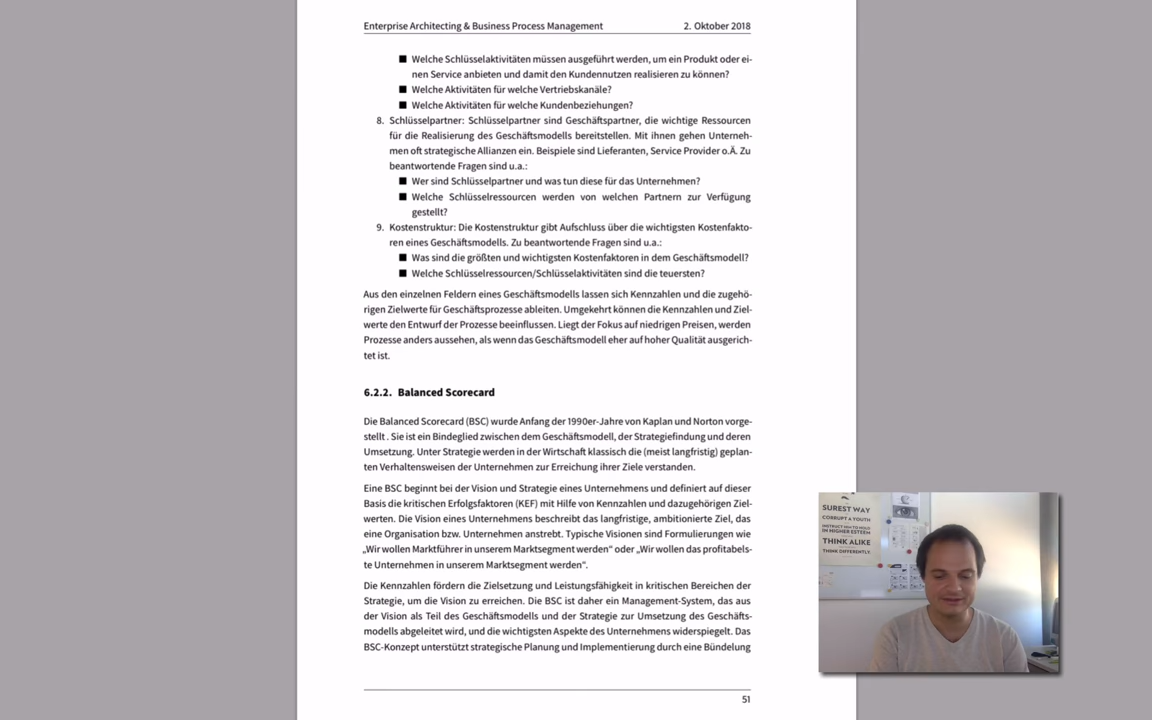 Enterprise Architecting & Business Process Management 2. Oktober 2018
■ Welche Schlüsselaktivitäten müssen ausgeführt werden, um ein Produkt oder ei-
nen Service anbieten und damit den Kundennutzen realisieren zu können?
■ Welche Aktivitäten für welche Vertriebskanäle?
■ Welche Aktivitäten für welche Kundenbeziehungen?
8. Schlüsselpartner: Schlüsselpartner sind Geschäftspartner, die wichtige Ressourcen
für die Realisierung des Geschäftsmodells bereitstellen. Mit ihnen gehen Unterneh-
men oft strategische Allianzen ein. Beispiele sind Lieferanten, Service Provider o.Ä. Zu
beantwortende Fragen sind u.a.:
■ Wer sind Schlüsselpartner und was tun diese für das Unternehmen?
■ Welche Schlüsselressourcen werden von welchen Partnern zur Verfügung
gestellt?
9. Kostenstruktur: Die Kostenstruktur gibt Aufschluss über die wichtigsten Kostenfakto-
ren eines Geschäftsmodells. Zu beantwortende Fragen sind u.a.:
■ Was sind die größten und wichtigsten Kostenfaktoren in dem Geschäftsmodell?
■ Welche Schlüsselressourcen/Schlüsselaktivitäten sind die teuersten?
Aus den einzelnen Feldern eines Geschäftsmodells lassen sich Kennzahlen und die zugehö-
rigen Zielwerte für Geschäftsprozesse ableiten. Umgekehrt können die Kennzahlen und Ziel-
werte den Entwurf der Prozesse beeinflussen. Liegt der Fokus auf niedrigen Preisen, werden
Prozesse anders aussehen, als wenn das Geschäftsmodell eher auf hoher Qualität ausgerich-
tet ist.
6.2.2. Balanced Scorecard
Die Balanced Scorecard (BSC) wurde Anfang der 1990er-Jahre von Kaplan und Norton vorge-
stellt . Sie ist ein Bindeglied zwischen dem Geschäftsmodell, der Strategiefindung und deren
Umsetzung. Unter Strategie werden in der Wirtschaft klassisch die (meist langfristig) geplan-
ten Verhaltensweisen der Unternehmen zur Erreichung ihrer Ziele verstanden.
Eine BSC beginnt bei der Vision und Strategie eines Unternehmens und definiert auf dieser
Basis die kritischen Erfolgsfaktoren (KEF) mit Hilfe von Kennzahlen und dazugehörigen Ziel-
werten. Die Vision eines Unternehmens beschreibt das langfristige, ambitionierte Ziel, das
eine Organisation bzw. Unternehmen anstrebt. Typische Visionen sind Formulierungen wie
„Wir wollen Marktführer in unserem Marktsegment werden“ oder „Wir wollen das profitabels-
te Unternehmen in unserem Marktsegment werden“.
Die Kennzahlen fördern die Zielsetzung und Leistungsfähigkeit in kritischen Bereichen der
Strategie, um die Vision zu erreichen. Die BSC ist daher ein Management-System, das aus
der Vision als Teil des Geschäftsmodells und der Strategie zur Umsetzung des Geschäfts-
modells abgeleitet wird, und die wichtigsten Aspekte des Unternehmens widerspiegelt. Das
BSC-Konzept unterstützt strategische Planung und Implementierung durch eine Bündelung
51
SUREST WAY
CORRUPT A YOUTH
INSTRUCT HIM TO HOLD
IN HIGHER ESTEEM
THINK ALIKE
THINK DIFFERENTLY.